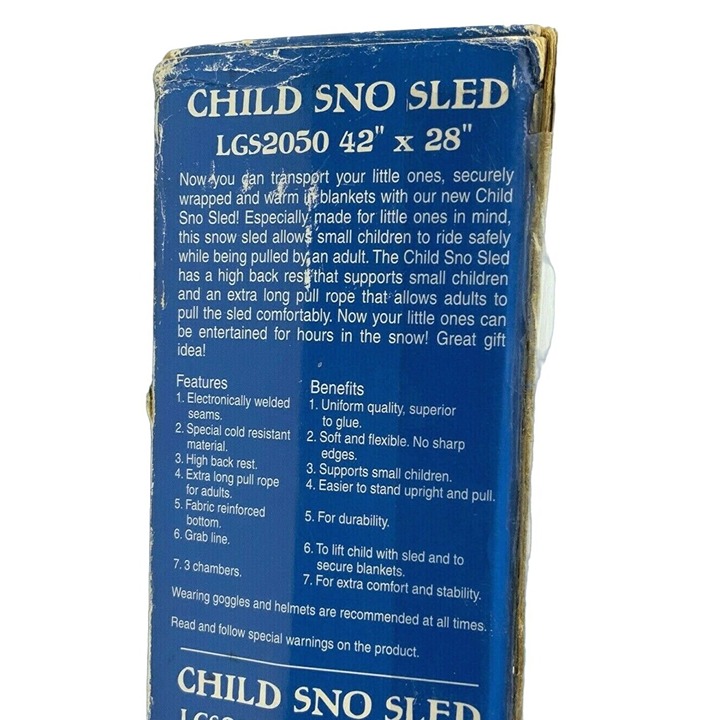 CHILD SNO SLED
LGS2050 42" x 28"
Now you can transport your little ones, securely
wrapped and warm in blankets with our new Child
Sno Sled! Especially made for little ones in mind,
this snow sled allows small children to ride safely
while being pulled by an adult. The Child Sno Sled
has a high back rest that supports small children
and an extra long pull rope that allows adults to
pull the sled comfortably. Now your little ones can
be entertained for hours in the snow! Great gift
idea!
Features
1. Electronically welded
seams.
2. Special cold resistant
material.
3. High back rest.
4. Extra long pull rope
for adults.
5. Fabric reinforced
bottom.
6. Grab line.
7. 3 chambers.
Benefits
1. Uniform quality, superior
to glue.
2. Soft and flexible. No sharp
edges.
3. Supports small children.
4. Easier to stand upright and pull.
5. For durability.
6. To lift child with sled and to
secure blankets.
7. For extra comfort and stability.
Wearing goggles and helmets are recommended at all times.
Read and follow special warnings on the product.
CHILD SNO SLED